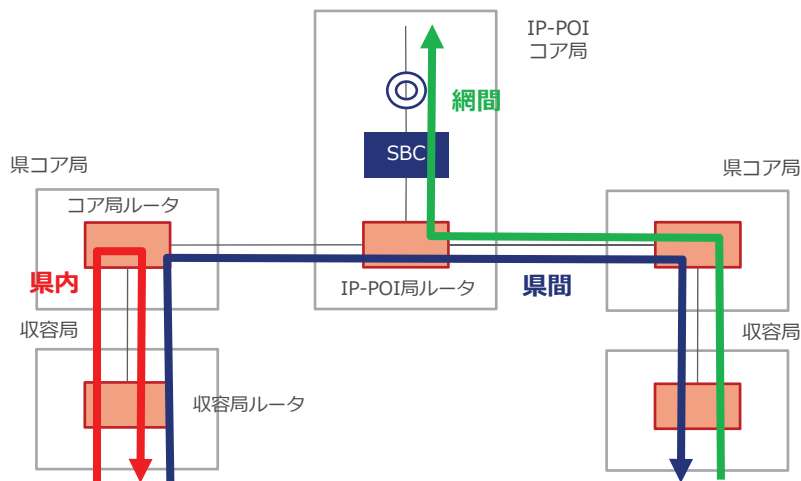 IP-POI
コア局
網間
SBC
県コア局
県コア局
コア局ルータ
県内
IP-POI局ルータ
県間
収容局
収容局
収容局ルータ